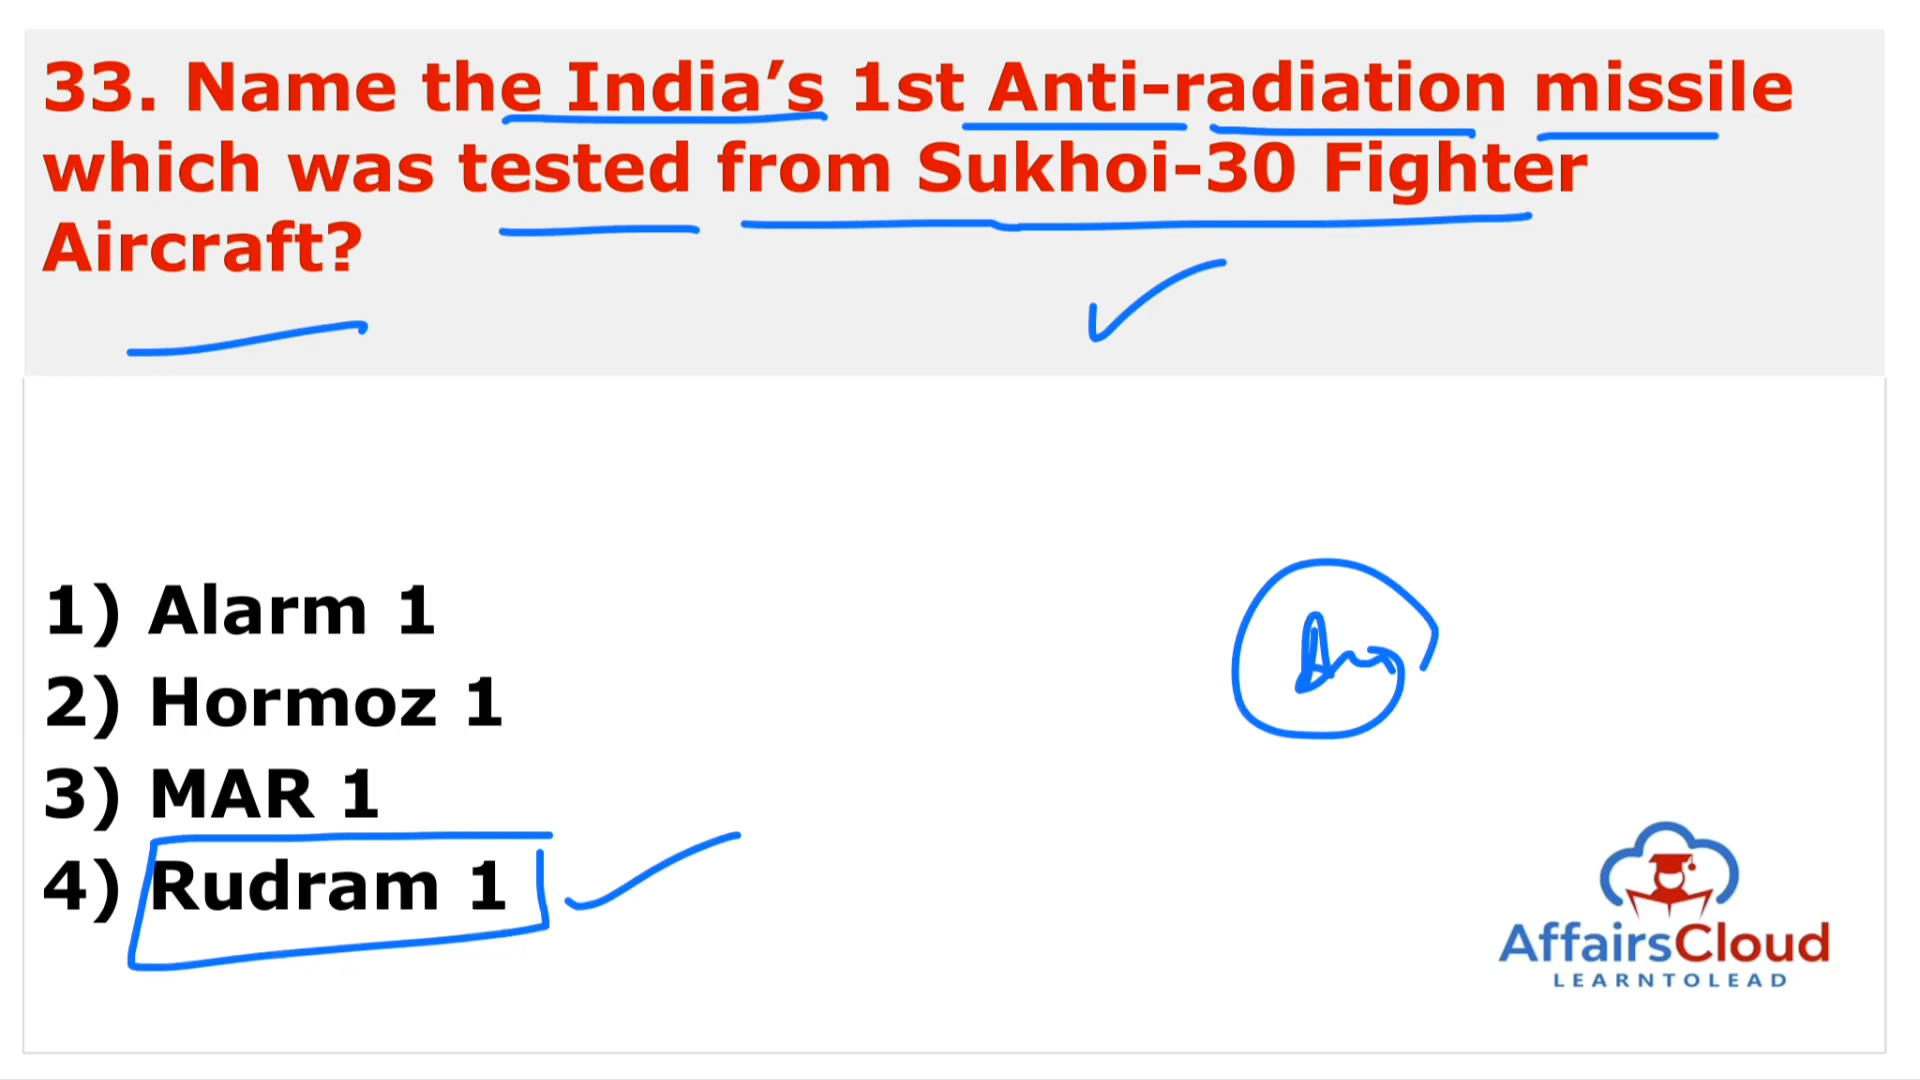 33. Name the India’s 1st Anti-radiation missile
which was tested from Sukhoi-30 Fighter
Aircraft?
1) Alarm 1
2) Hormoz 1
3) MAR 1
4) Rudram 1
Ans
AffairsCloud
LEARNTOLEAD